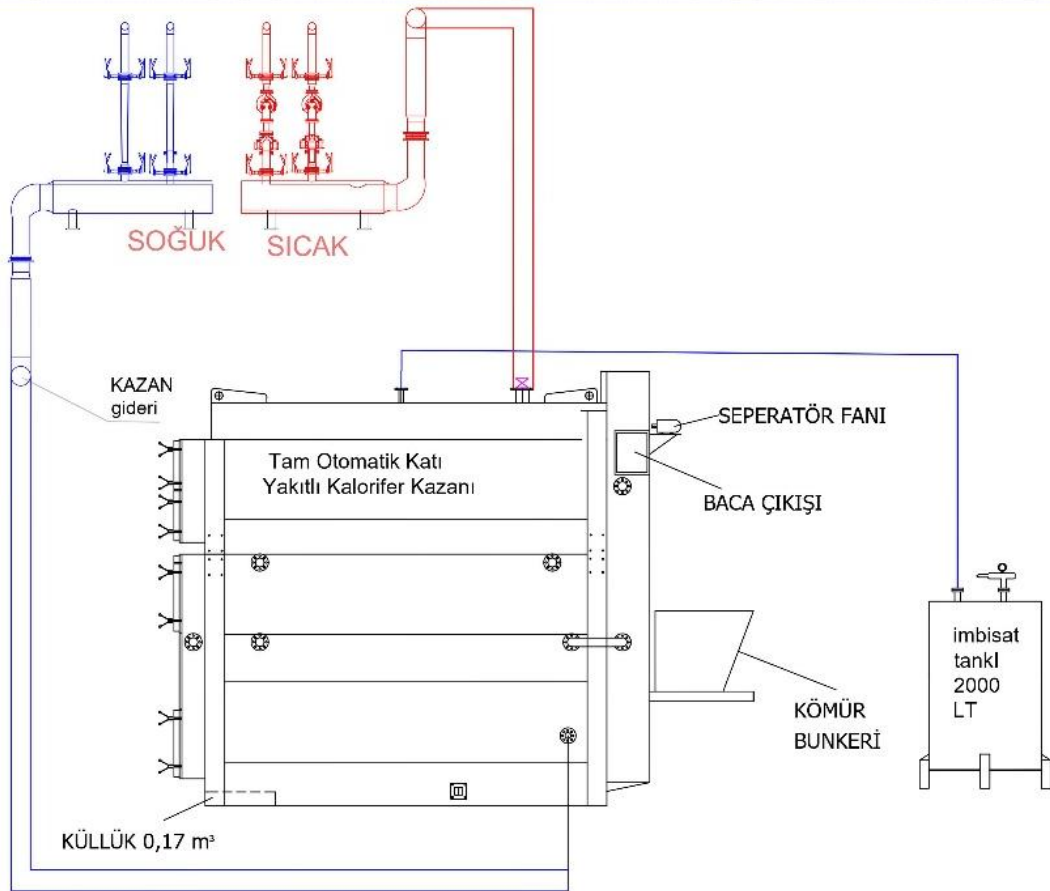 SOĞUK
SICAK
KAZAN
gideri
SEPERATÖR FANI
Tam Otomatik Katı
Yakıtlı Kalorifer Kazanı
BACA ÇIKIŞI
imbisat
tankl
2000
LT
KÖMÜR
BUNKERİ
KÜLLÜK 0,17 m³